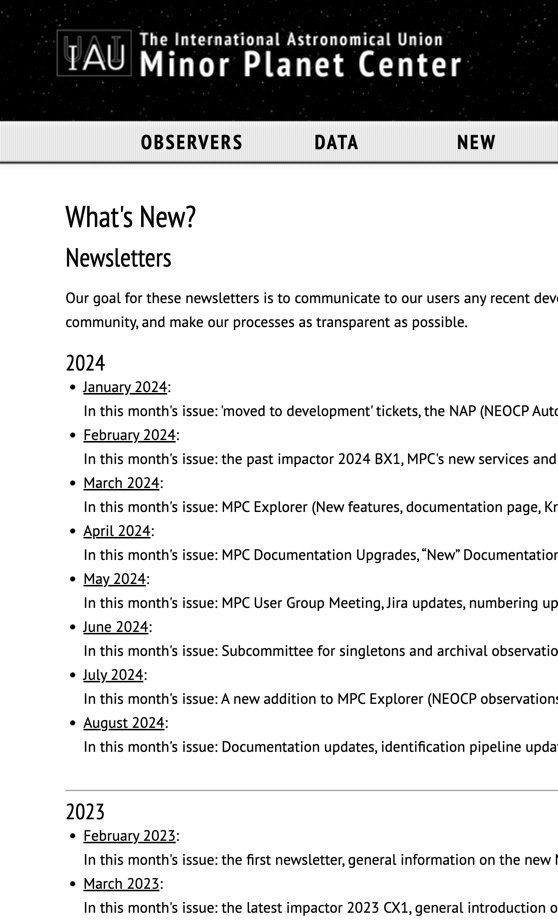 IAU
The International Astronomical Union
Minor Planet Center
OBSERVERS DATA NEW
What's New?
Newsletters
Our goal for these newsletters is to communicate to our users any recent
community, and make our processes as transparent as possible.
2024
• January 2024:
In this month's issue: 'moved to development' tickets, the NAP (NEOCP
• February 2024:
In this month's issue: the past impactor 2024 BX1, MPC's new services and
• March 2024:
In this month's issue: MPC Explorer (New features, documentation page,
• April 2024:
In this month's issue: MPC Documentation Upgrades, “New” Documentation
• May 2024:
In this month's issue: MPC User Group Meeting, Jira updates, numbering
• June 2024:
In this month's issue: Subcommittee for singletons and archival
• July 2024:
In this month's issue: A new addition to MPC Explorer (NEOCP observations
• August 2024:
In this month's issue: Documentation updates, identification pipeline
2023
• February 2023:
In this month's issue: the first newsletter, general information on the new
• March 2023:
In this month's issue: the latest impactor 2023 CX1, general introduction